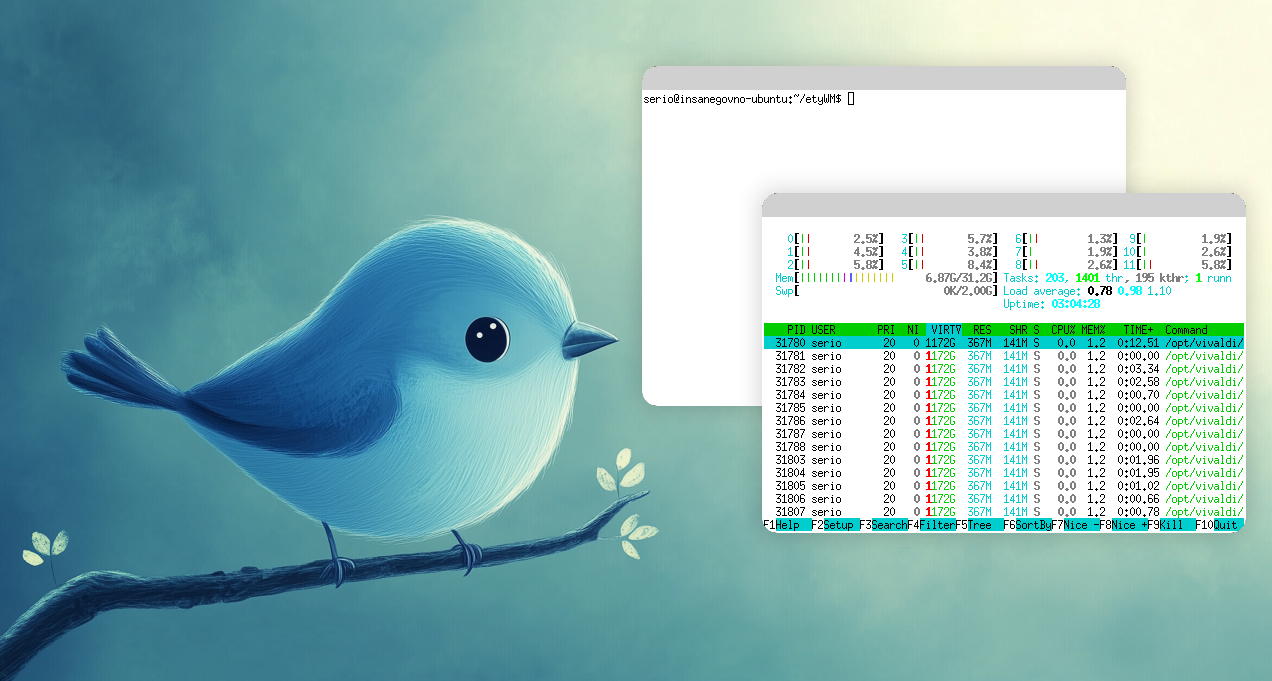 serio@insanegovno-ubuntu:~/etyWM$
0[|| 2.5%] 3[|| 5.7%] 6[|| 1.3%] 9[| 1.9%]
1[|| 4.5%] 4[|| 3.8%] 7[| 1.9%] 10[| 2.6%]
2[|| 5.8%] 5[|| 8.4%] 8[|| 2.6%] 11[|| 5.8%]
Mem[|||||||||||||||| 6.87G/31.2G] Tasks: 203, 1401 thr, 195 kthr; 1 runn
Swp[ 0K/2.00G] Load average: 0.78 0.98 1.10
Uptime: 03:04:28
PID USER PRI NI VIRT▽ RES SHR S CPU% MEM% TIME+ Command
31780 serio 20 0 1172G 367M 141M S 0.0 1.2 0:12.51 /opt/vivaldi/
31781 serio 20 0 1172G 367M 141M S 0.0 1.2 0:00.00 /opt/vivaldi/
31782 serio 20 0 1172G 367M 141M S 0.0 1.2 0:03.34 /opt/vivaldi/
31783 serio 20 0 1172G 367M 141M S 0.0 1.2 0:02.58 /opt/vivaldi/
31784 serio 20 0 1172G 367M 141M S 0.0 1.2 0:00.70 /opt/vivaldi/
31785 serio 20 0 1172G 367M 141M S 0.0 1.2 0:00.00 /opt/vivaldi/
31786 serio 20 0 1172G 367M 141M S 0.0 1.2 0:02.64 /opt/vivaldi/
31787 serio 20 0 1172G 367M 141M S 0.0 1.2 0:00.00 /opt/vivaldi/
31788 serio 20 0 1172G 367M 141M S 0.0 1.2 0:00.00 /opt/vivaldi/
31803 serio 20 0 1172G 367M 141M S 0.0 1.2 0:01.96 /opt/vivaldi/
31804 serio 20 0 1172G 367M 141M S 0.0 1.2 0:01.95 /opt/vivaldi/
31805 serio 20 0 1172G 367M 141M S 0.0 1.2 0:01.02 /opt/vivaldi/
31806 serio 20 0 1172G 367M 141M S 0.0 1.2 0:00.66 /opt/vivaldi/
31807 serio 20 0 1172G 367M 141M S 0.0 1.2 0:00.78 /opt/vivaldi/
F1Help F2Setup F3SearchF4FilterF5Tree F6SortByF7Nice -F8Nice +F9Kill F10Quit